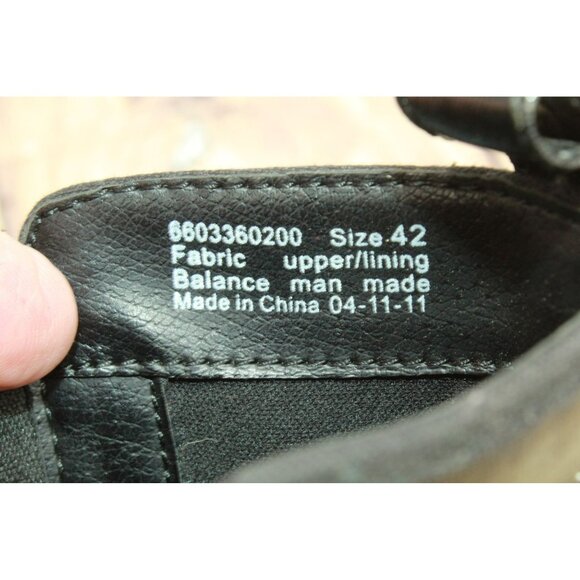 6603360200 Size 42
Fabric upper/lining
Balance man made
Made in China 04-11-11